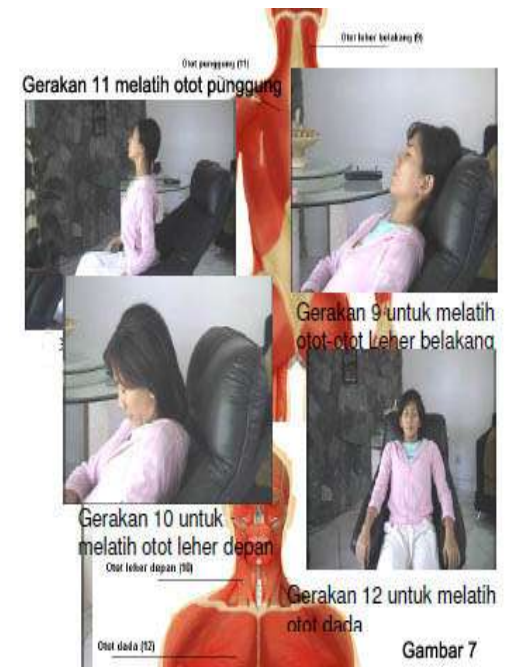 Otot leher belakang (9)
Otot punggung (11)
Gerakan 11 melatih otot punggung
Gerakan 9 untuk melatih
otot-otot Leher belakang
Gerakan 10 untuk
melatih otot leher depan
Otot leher depan (10)
Gerakan 12 untuk melatih
otot dada
Otot dada (12)
Gambar 7